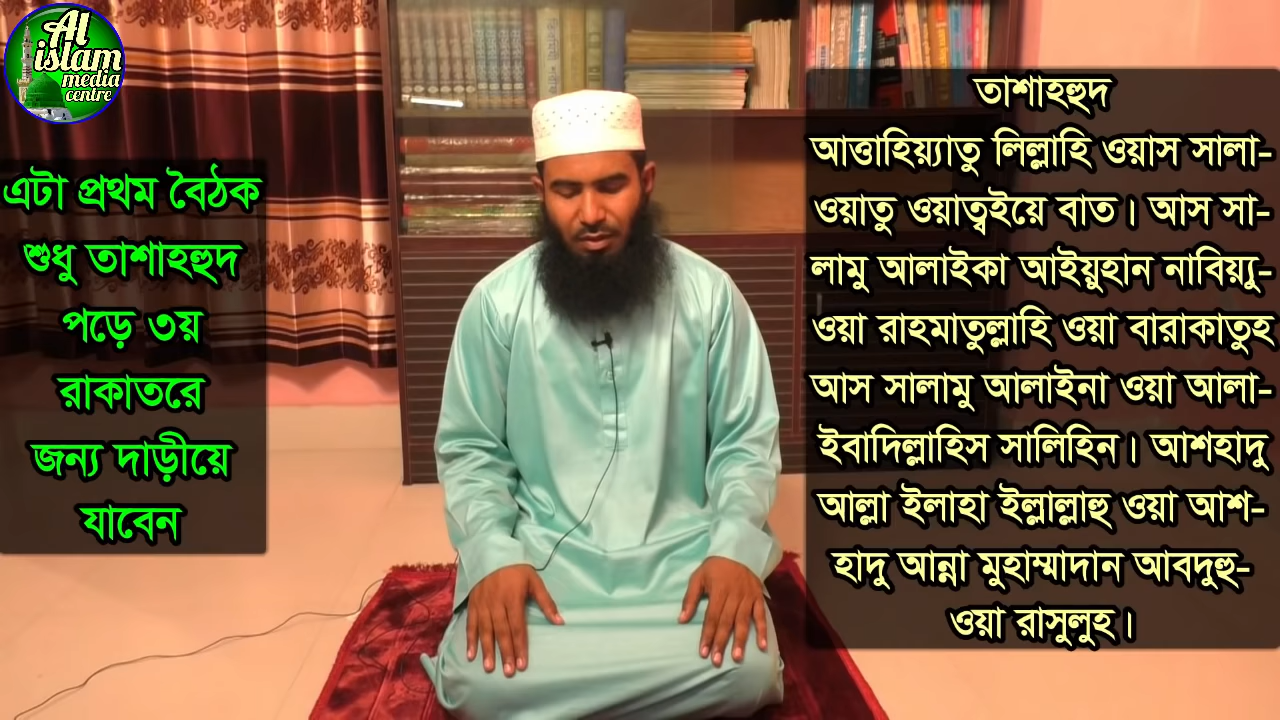 Al
islam
media
centre
এটা প্রথম বৈঠক
শুধু তাশাহহুদ
পড়ে ৩য়
রাকাতরে
জন্য দাড়ীয়ে
যাবেন
তাশাহহুদ
আত্তাহিয়্যাতু লিল্লাহি ওয়াস সালা-
ওয়াতু ওয়াত্বইয়ে বাত। আস সা-
লামু আলাইকা আইয়ুহান নাবিয়্যু-
ওয়া রাহমাতুল্লাহি ওয়া বারাকাতুহ
আস সালামু আলাইনা ওয়া আলা-
ইবাদিল্লাহিস সালিহিন। আশহাদু
আল্লা ইলাহা ইল্লাল্লাহু ওয়া আশ-
হাদু আন্না মুহাম্মাদান আবদুহু-
ওয়া রাসুলুহ।